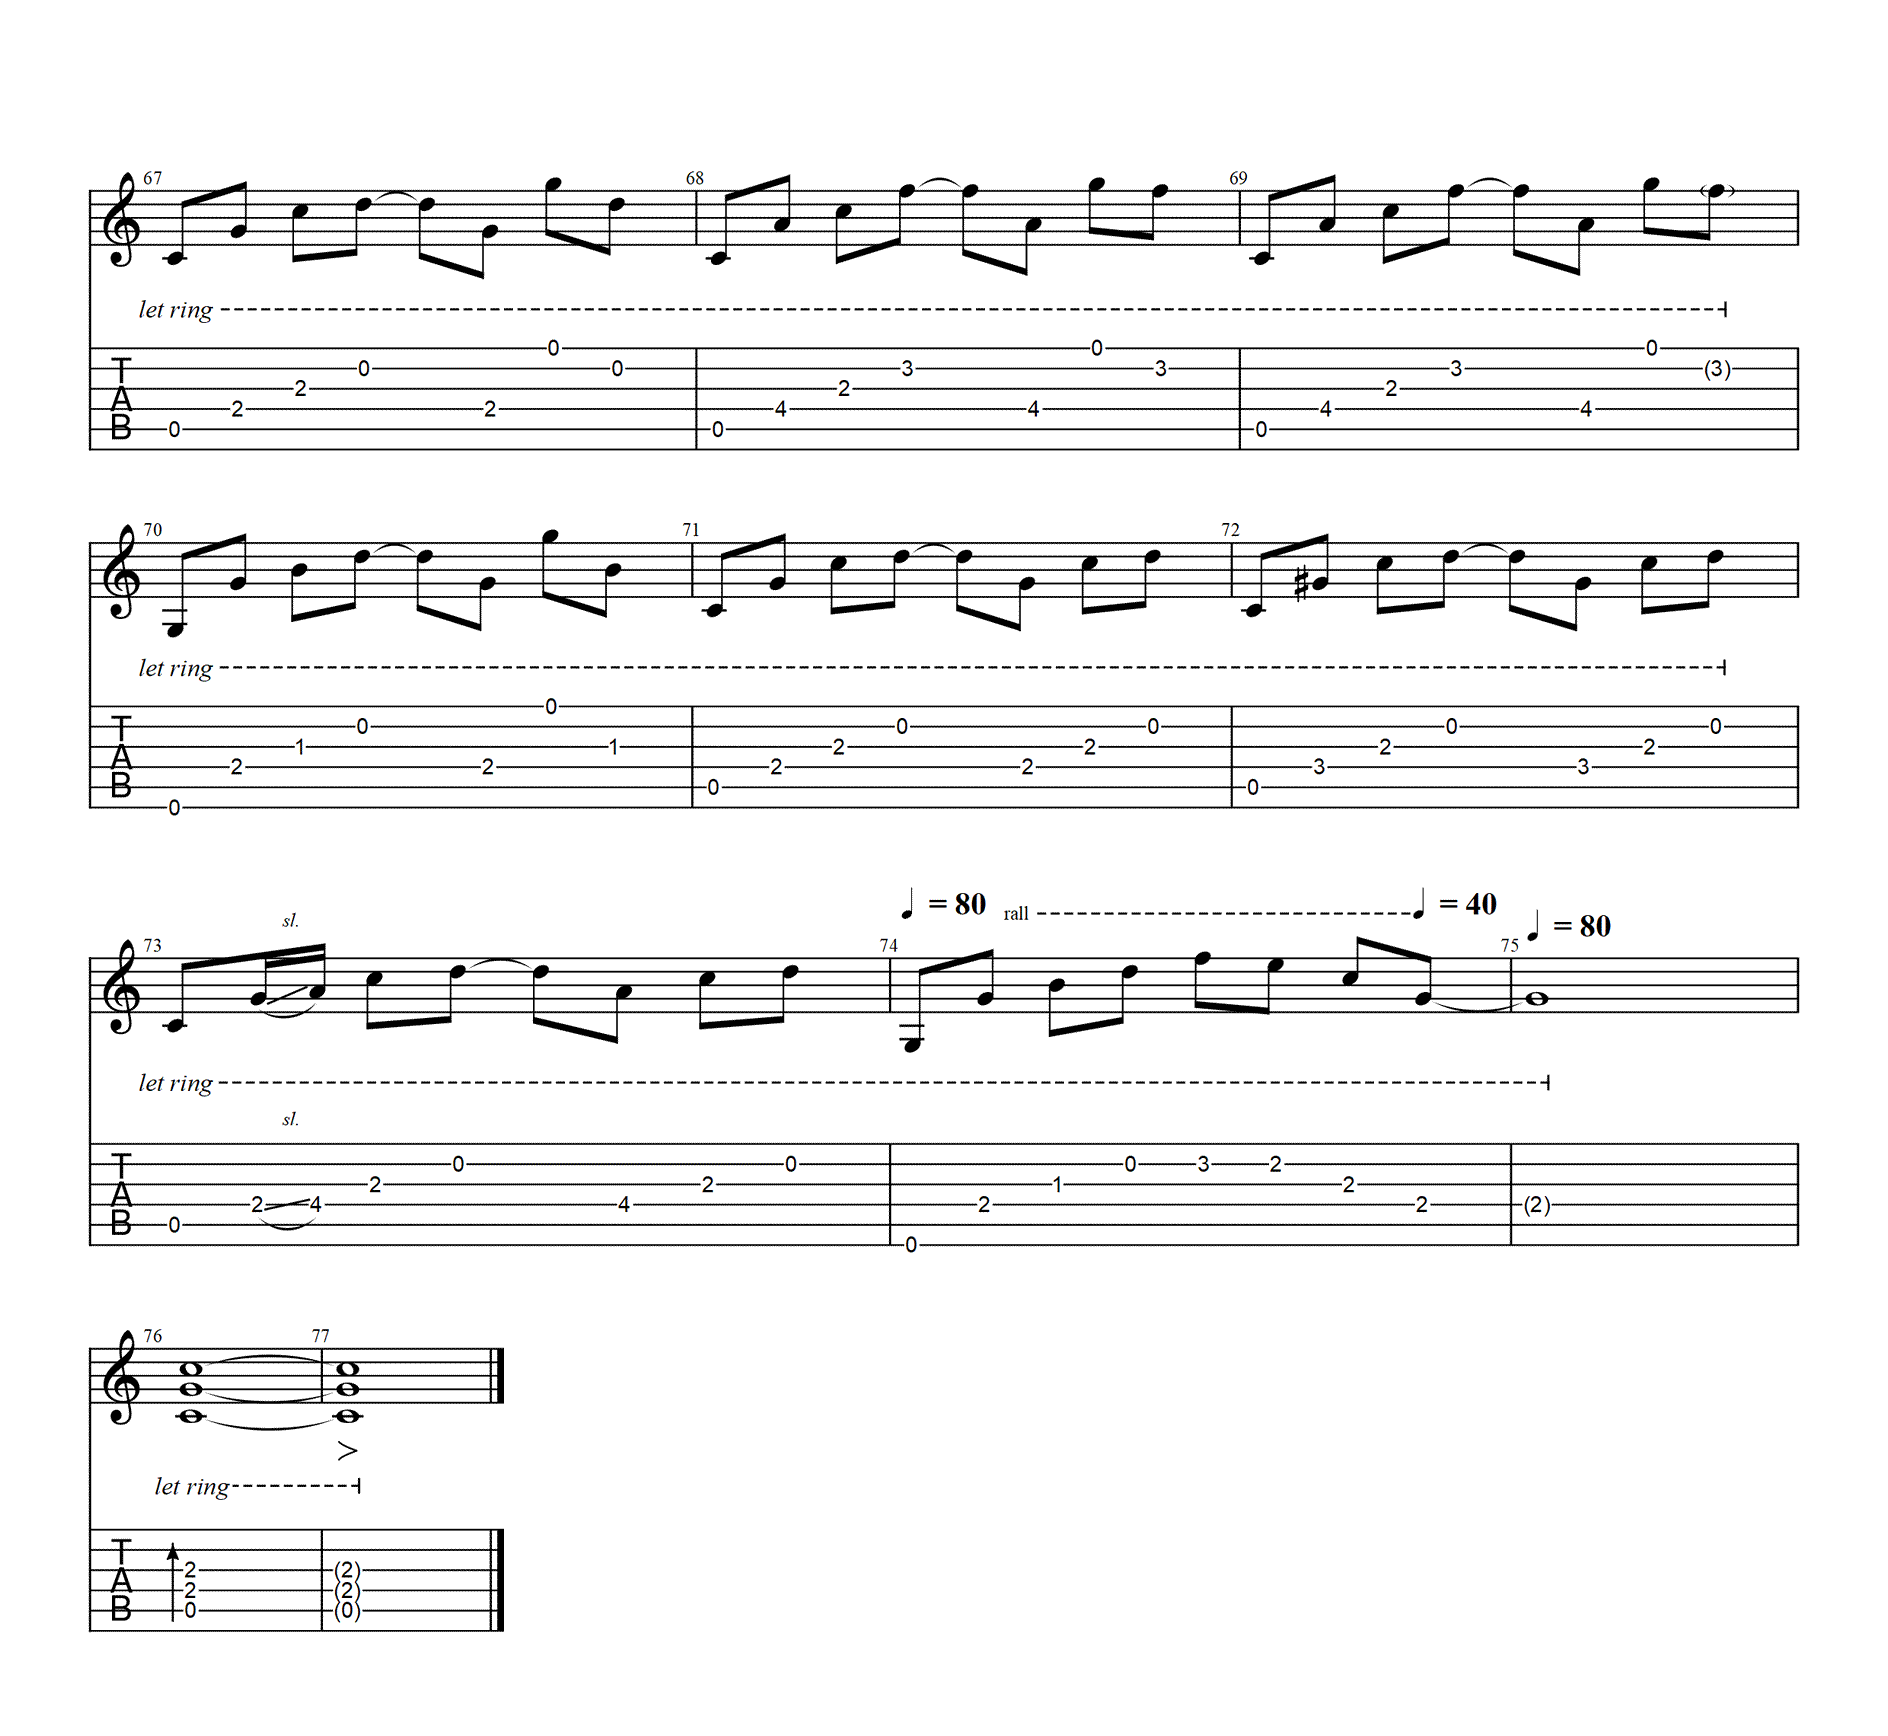 67 68 69
let ring
0 0
T 0 0 3 3 3 (3)
A 2 2 2
2 2 4 4 4 4
B 0 0 0
70 71 72
let ring
0
T 0 0 0 0 0
A 1 1 2 2 2 2
2 2 2 2 3 3
B 0 0
0
= 80 rall = 40
sl. = 80
73 74 75
let ring
sl.
T 0 0 0 3 2
A 2 2 1 2
2 4 4 2 2 (2)
B 0
0
76 77
let ring
T
A 2 (2)
2 (2)
B 0 (0)